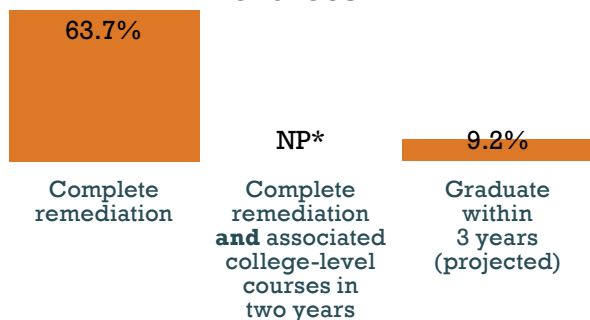 63.7%
NP*
9.2%
Complete
remediation
Complete
remediation
and associated
college-level
courses in
two years
Graduate
within
3 years
(projected)